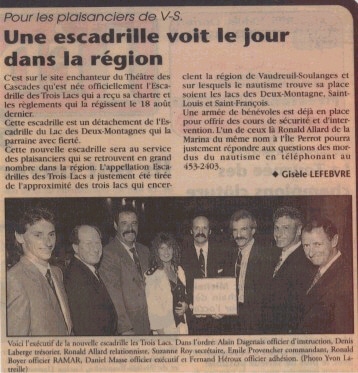 Pour les plaisanciers de V-S.
Une escadrille voit le jour
dans la région
C'est sur le site enchanteur du Théâtre des
Cascades qu'est née officiellement l'Esca-
drille des Trois Lacs qui a reçu sa chartre et
les règlements qui la régissent le 18 août
dernier.
Cette escadrille est un détachement de l'Es-
cadrille du Lac des Deux-Montagnes qui la
parraine avec fierté.
Cette nouvelle escadrille sera au service
des plaisanciers qui se retrouvent en grand
nombre dans la région. L'appellation Esca-
drilles des Trois Lacs a justement été tirée
de l'approximité des trois lacs qui encer-
clent la région de Vaudreuil-Soulanges et
sur lesquels le nautisme trouve sa place
soient les lacs des Deux-Montagne, Saint-
Louis et Saint-François.
Une armée de bénévoles est déjà en place
pour offrir des cours de sécurité et d'inter-
vention. L'un de ceux là Ronald Allard de la
Marina du même nom à l'Île Perrot pourra
justement répondre aux questions des mor-
dus du nautisme en téléphonant au
453-2403.
◆ Gisèle LEFEBVRE
Voici l'exécutif de la nouvelle escadrille les Trois Lacs. Dans l'ordre Alain Dagenais officier d'instruction, Denis
Laberge trésorier, Ronald Allard relationniste, Suzanne Roy secrétaire, Emile Provencher commandant, Ronald
Boyer officier RAMAR, Daniel Masse officier exécutif et Fernand Héroux officier adhésion. (Photo Yvon La-
treille)